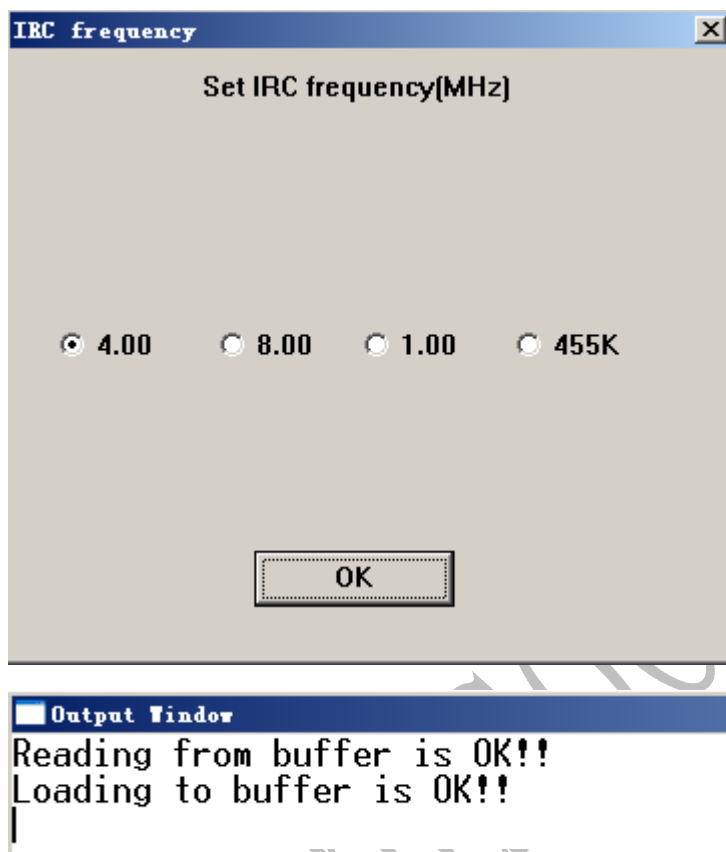 IRC frequency
Set IRC frequency(MHz)
4.00 8.00 1.00 455K
OK
Output Window
Reading from buffer is OK!!
Loading to buffer is OK!!